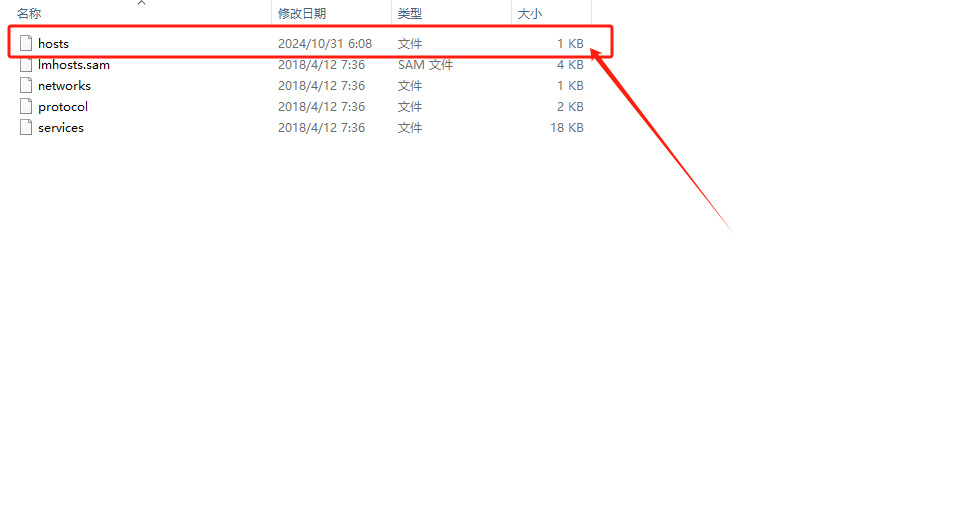 名称 修改日期 类型 大小
hosts 2024/10/31 6:08 文件 1 KB
lmhosts.sam 2018/4/12 7:36 SAM 文件 4 KB
networks 2018/4/12 7:36 文件 1 KB
protocol 2018/4/12 7:36 文件 2 KB
services 2018/4/12 7:36 文件 18 KB